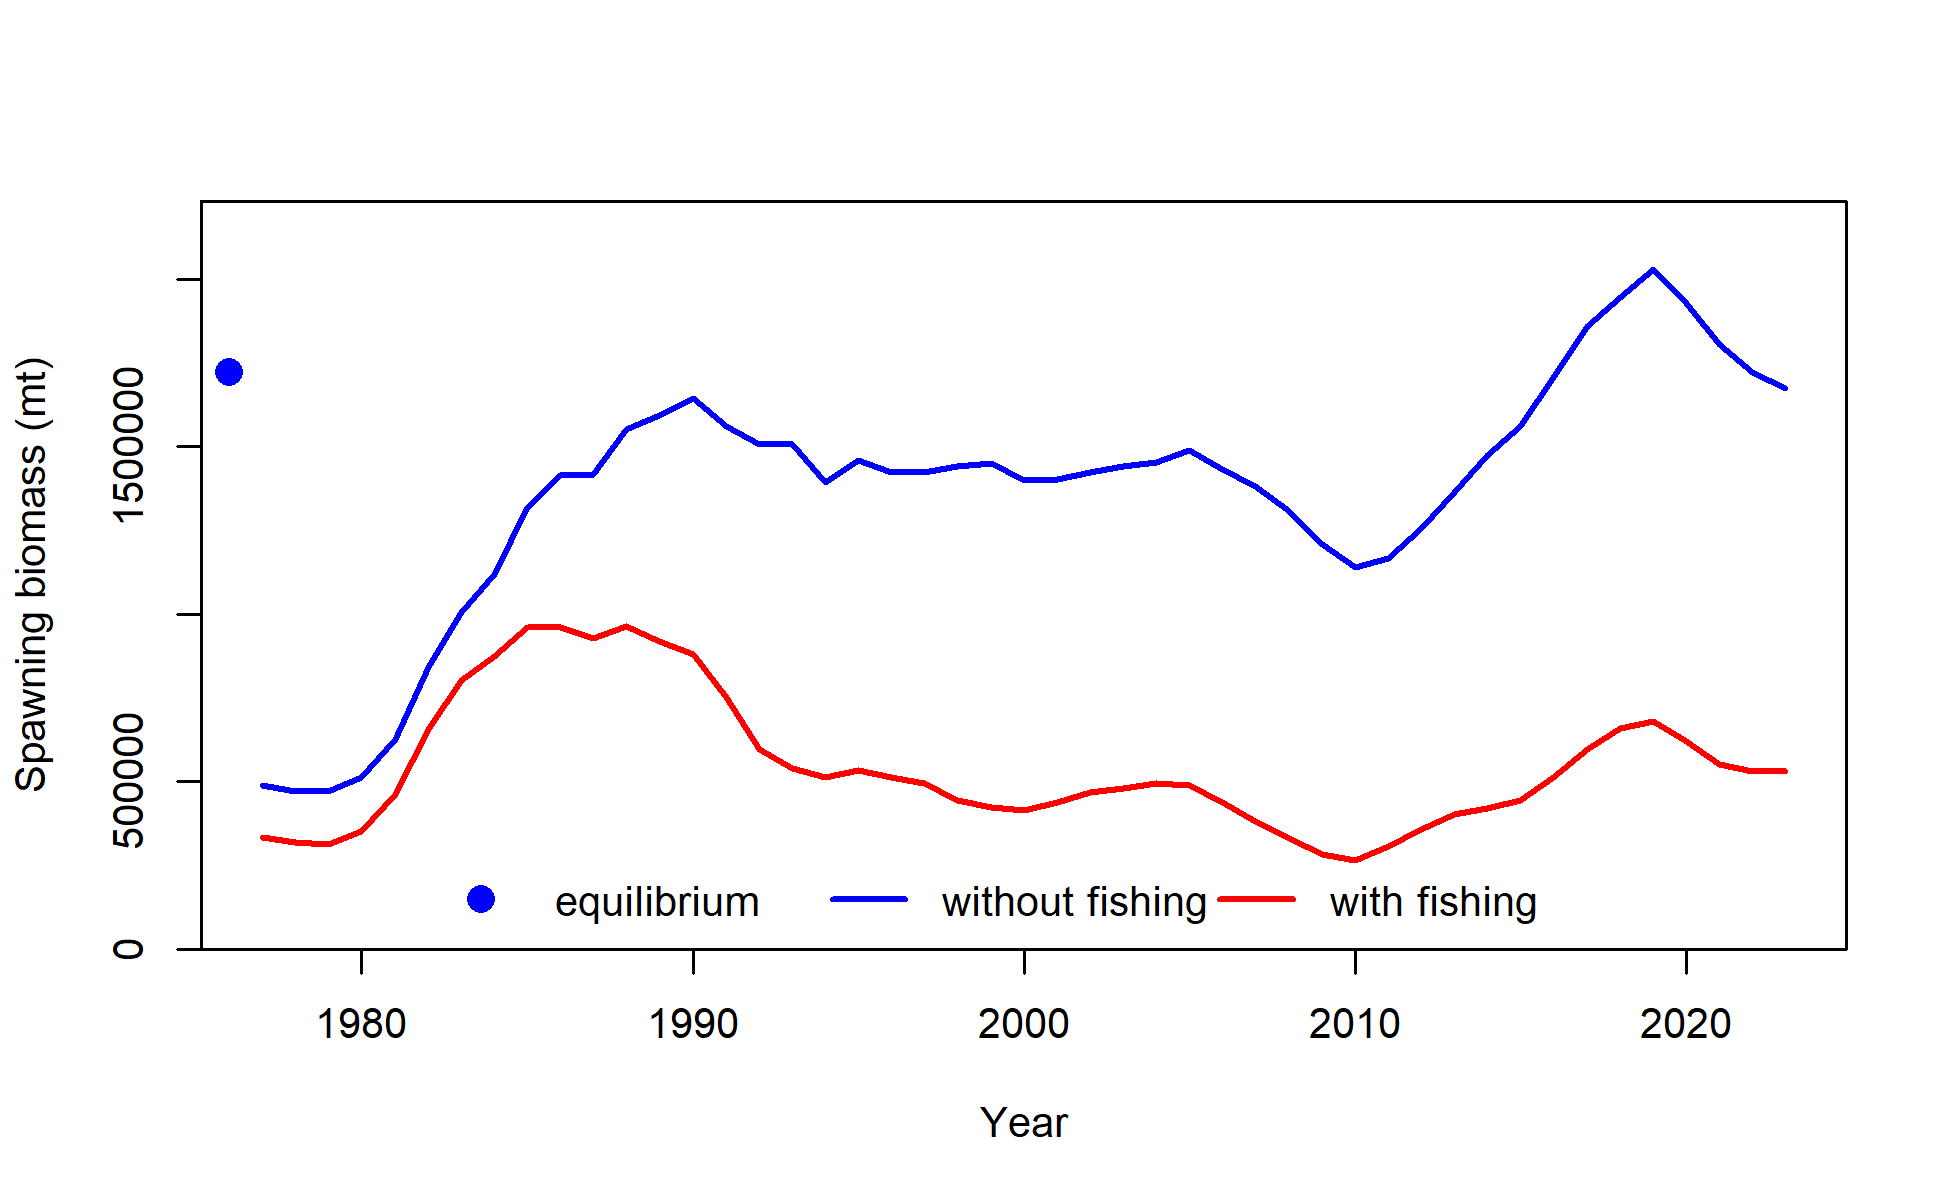 Spawning biomass (mt)
1500000
500000
0
equilibrium without fishing with fishing
1980 1990 2000 2010 2020
Year